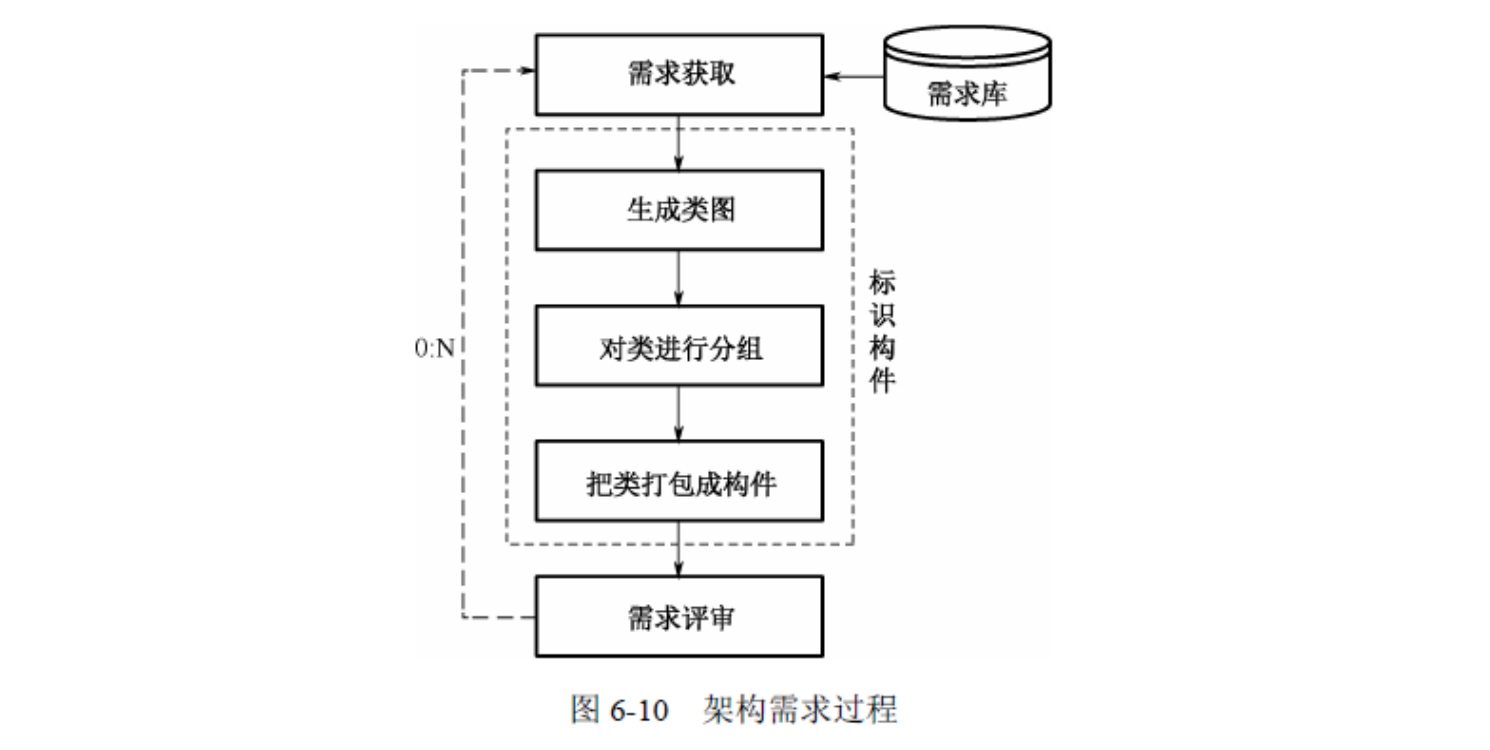 需求获取
需求库
生成类图
对类进行分组
标识构件
0:N
把类打包成构件
需求评审
图 6-10 架构需求过程